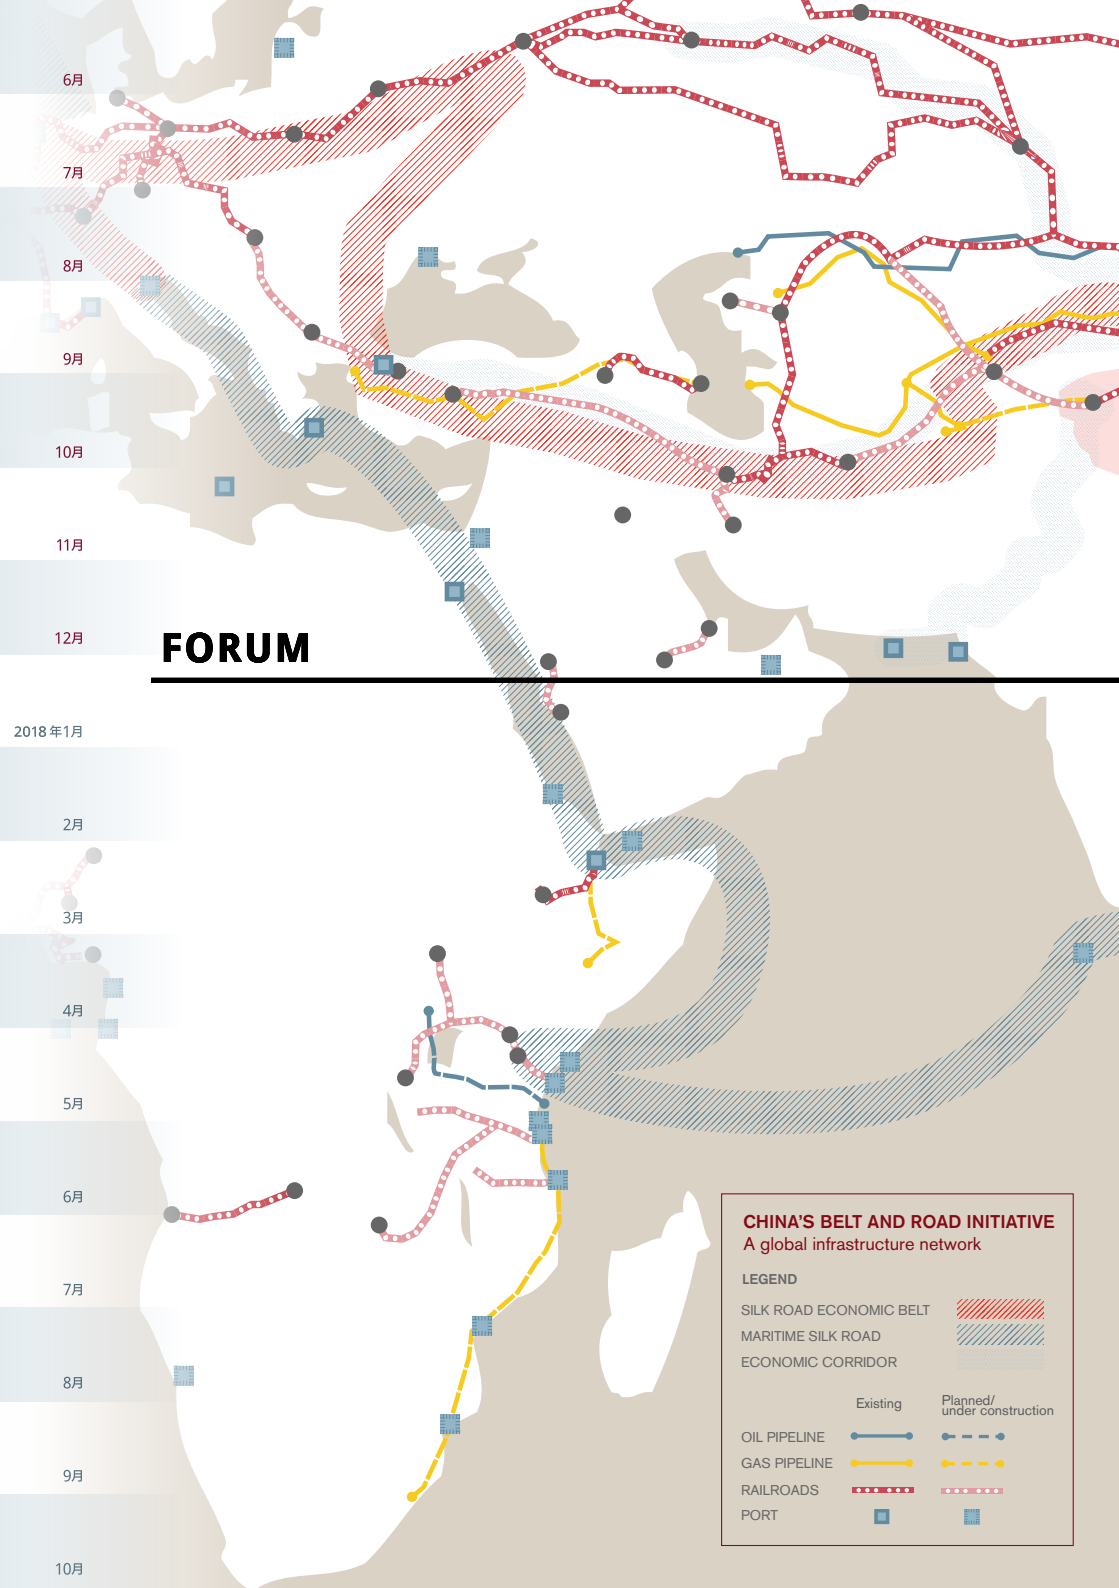 6月
7月
8月
9月
10月
11月
12月
FORUM
2018年1月
2月
3月
4月
5月
6月
7月
8月
9月
10月
CHINA'S BELT AND ROAD INITIATIVE
A global infrastructure network
LEGEND
SILK ROAD ECONOMIC BELT
MARITIME SILK ROAD
ECONOMIC CORRIDOR
Existing
Planned/
under construction
OIL PIPELINE
GAS PIPELINE
RAILROADS
PORT